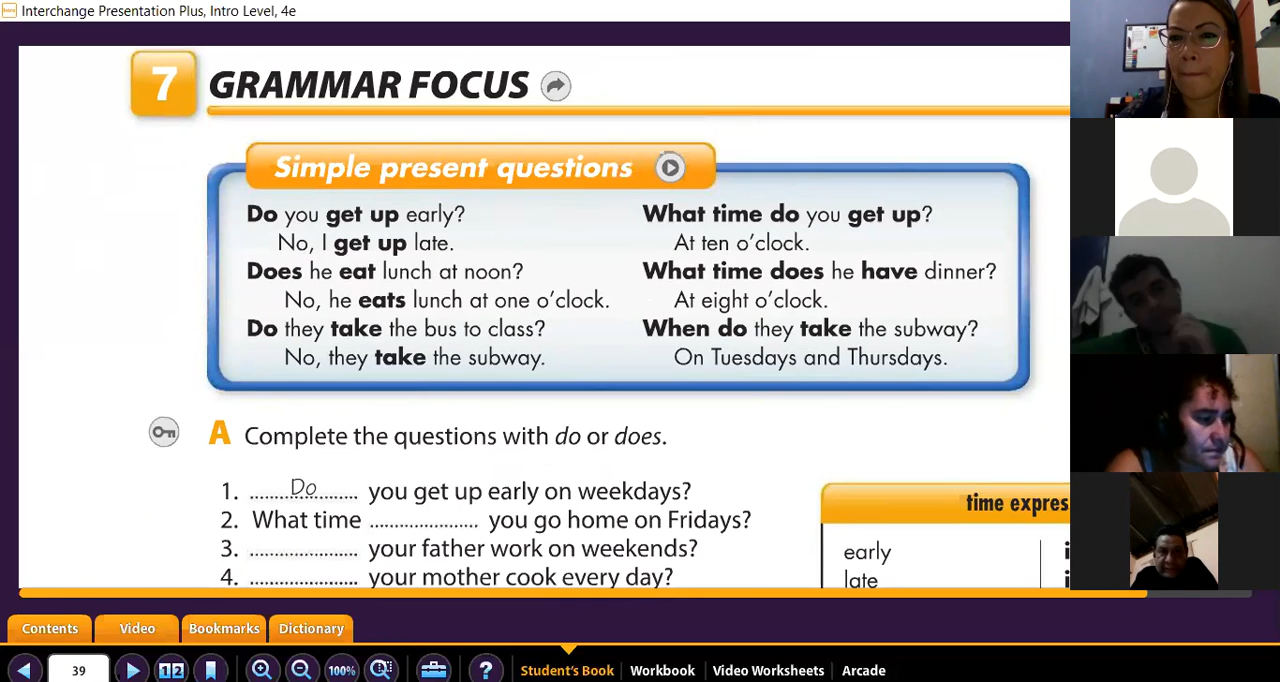 Interchange Presentation Plus, Intro Level, 4e
7 GRAMMAR FOCUS
Simple present questions
Do you get up early?
No, I get up late.
Does he eat lunch at noon?
No, he eats lunch at one o'clock.
Do they take the bus to class?
No, they take the subway.
What time do you get up?
At ten o'clock.
What time does he have dinner?
At eight o'clock.
When do they take the subway?
On Tuesdays and Thursdays.
A Complete the questions with do or does.
1. .......Do....... you get up early on weekdays?
2. What time ..................... you go home on Fridays?
3. ..................... your father work on weekends?
4. ..................... your mother cook every day?
time expres
early
late
Contents Video Bookmarks Dictionary
39 1 2 100% ? Student's Book Workbook Video Worksheets Arcade